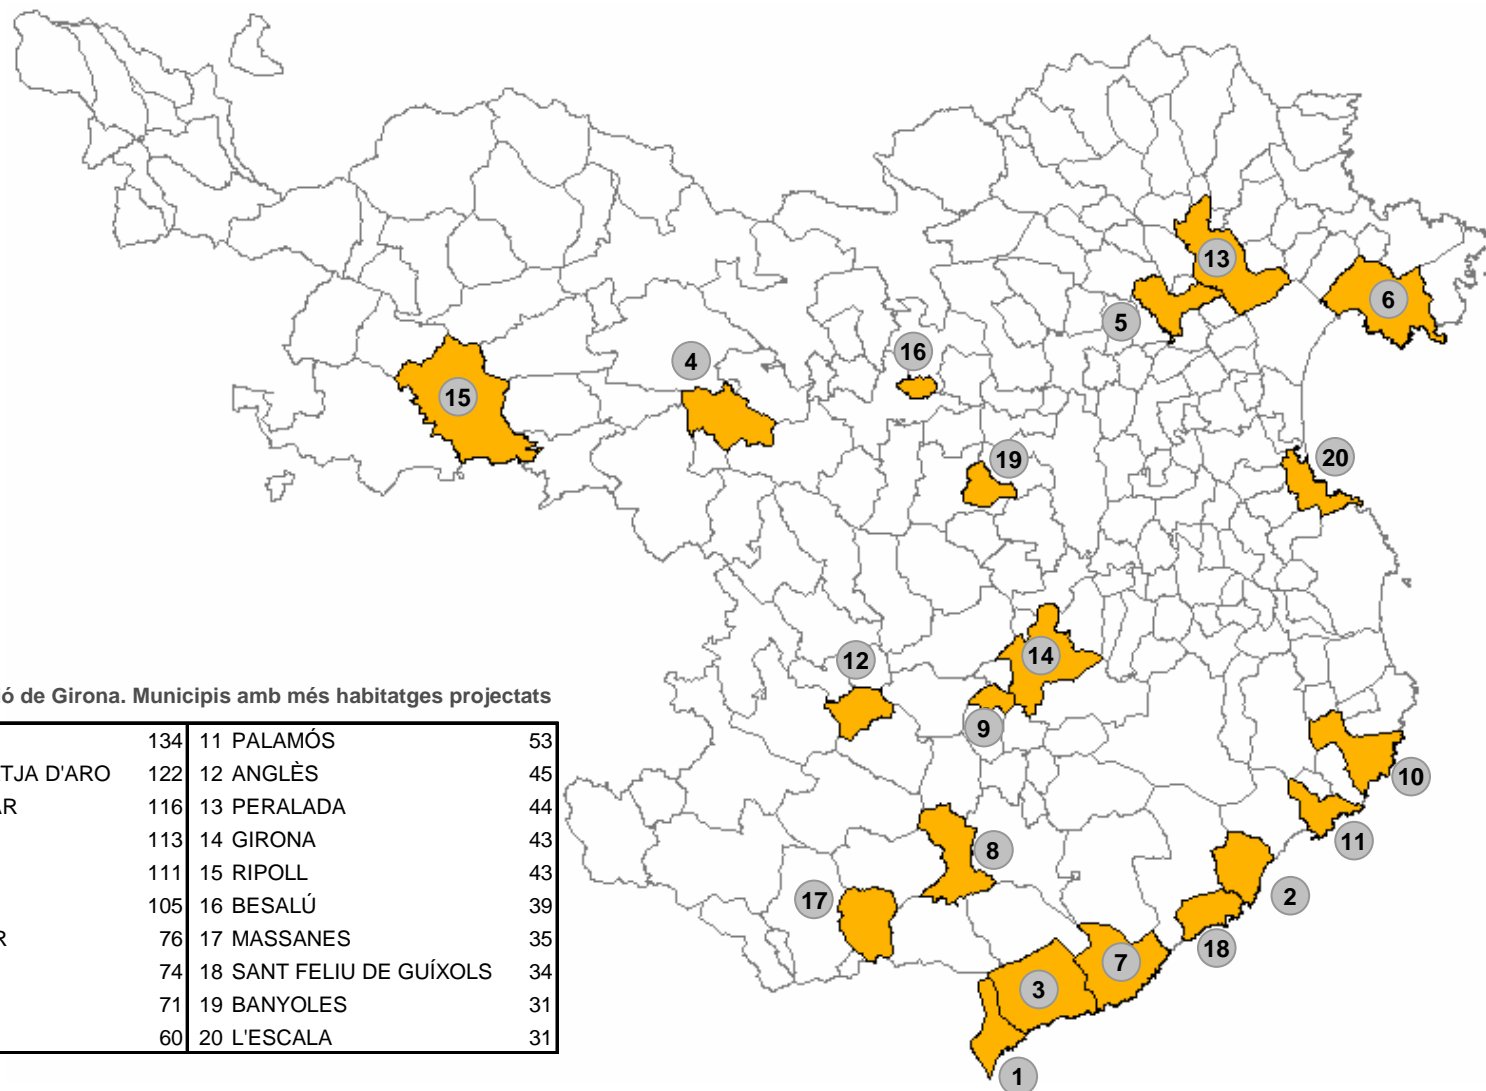 ó de Girona. Municipis amb més habitatges projectats
134 11 PALAMÓS 53
TJA D'ARO 122 12 ANGLÈS 45
AR 116 13 PERALADA 44
113 14 GIRONA 43
111 15 RIPOLL 43
105 16 BESALÚ 39
R 76 17 MASSANES 35
74 18 SANT FELIU DE GUÍXOLS 34
71 19 BANYOLES 31
60 20 L'ESCALA 31
13
6
5
16
4
15
19
20
14
12
9
10
11
8
2
17
18
7
3
1